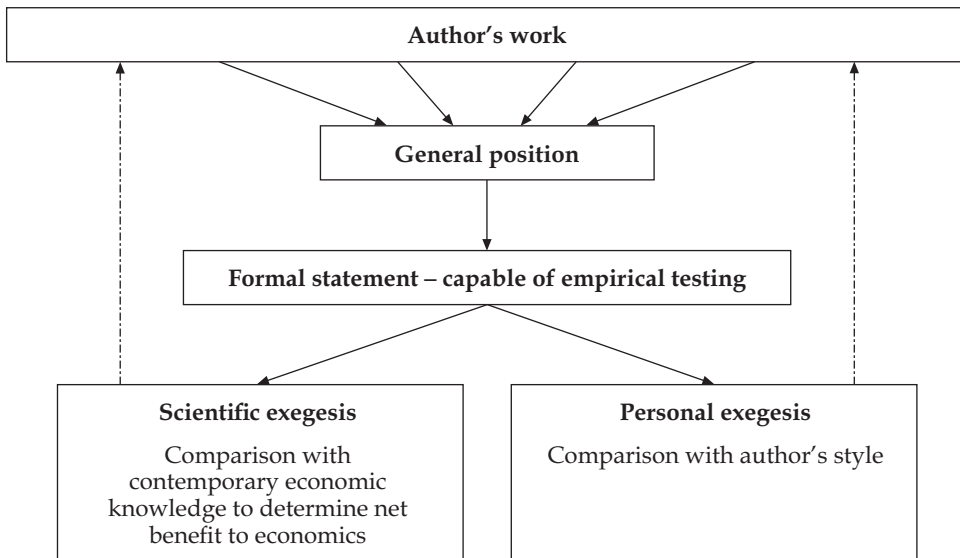 Author’s work
General position
Formal statement – capable of empirical testing
Scientific exegesis
Comparison with
contemporary economic
knowledge to determine net
benefit to economics
Personal exegesis
Comparison with author’s style